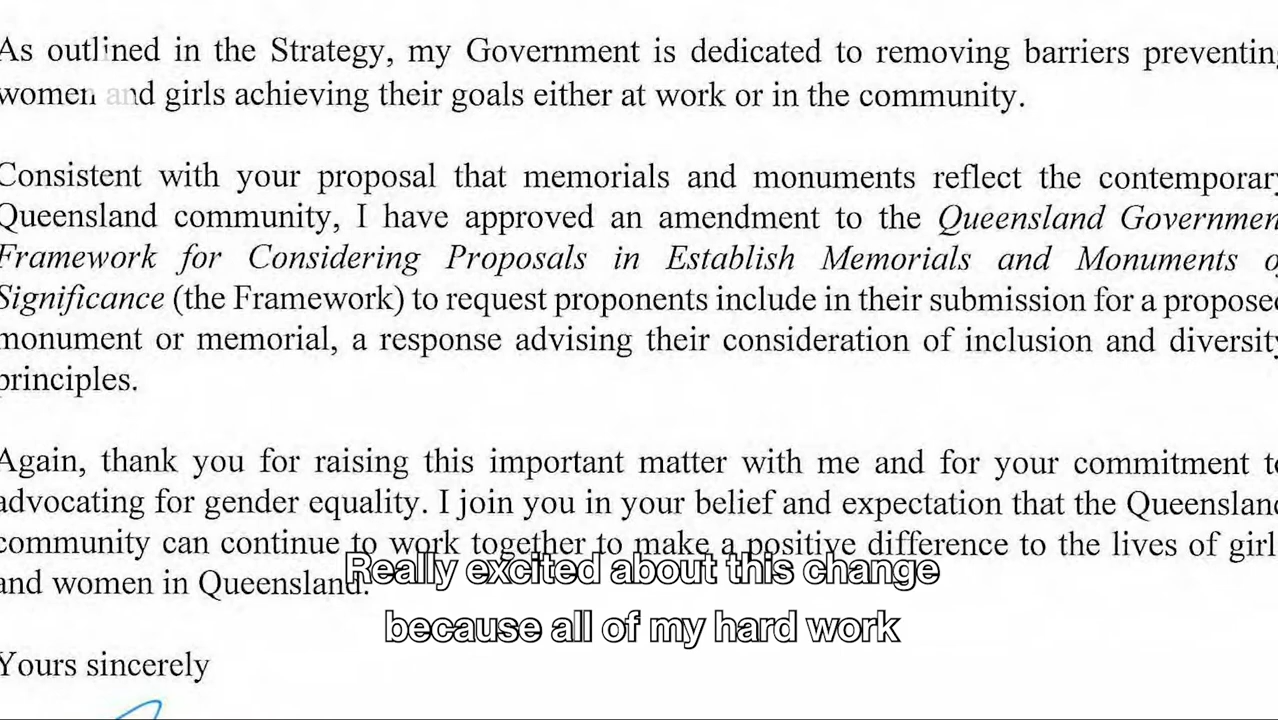 As outlined in the Strategy, my Government is dedicated to removing barriers preventing
women and girls achieving their goals either at work or in the community.
Consistent with your proposal that memorials and monuments reflect the contemporary
Queensland community, I have approved an amendment to the Queensland Governmen
Framework for Considering Proposals in Establish Memorials and Monuments o
Significance (the Framework) to request proponents include in their submission for a proposed
monument or memorial, a response advising their consideration of inclusion and diversity
principles.
Again, thank you for raising this important matter with me and for your commitment to
advocating for gender equality. I join you in your belief and expectation that the Queensland
community can continue to work together to make a positive difference to the lives of girl
and women in Queensland.
Really excited about this change
because all of my hard work
Yours sincerely